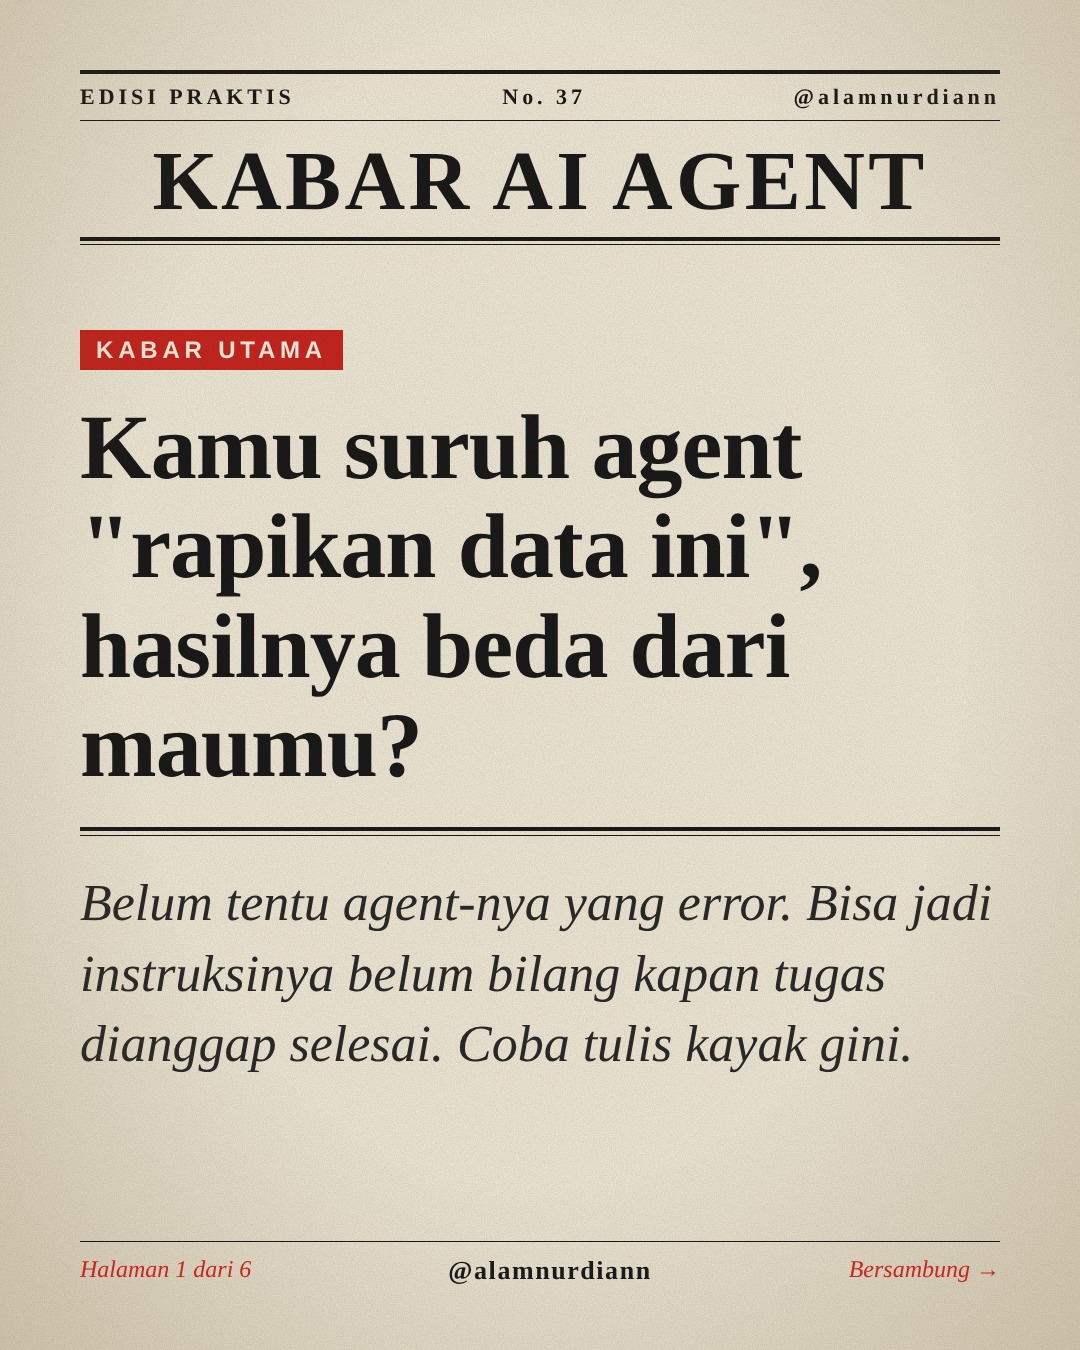 EDISI PRAKTIS No. 37 @alamnurdiann
KABAR AI AGENT
KABAR UTAMA
Kamu suruh agent
"rapikan data ini",
hasilnya beda dari
maumu?
Belum tentu agent-nya yang error. Bisa jadi
instruksinya belum bilang kapan tugas
dianggap selesai. Coba tulis kayak gini.
Halaman 1 dari 6 @alamnurdiann Bersambung →